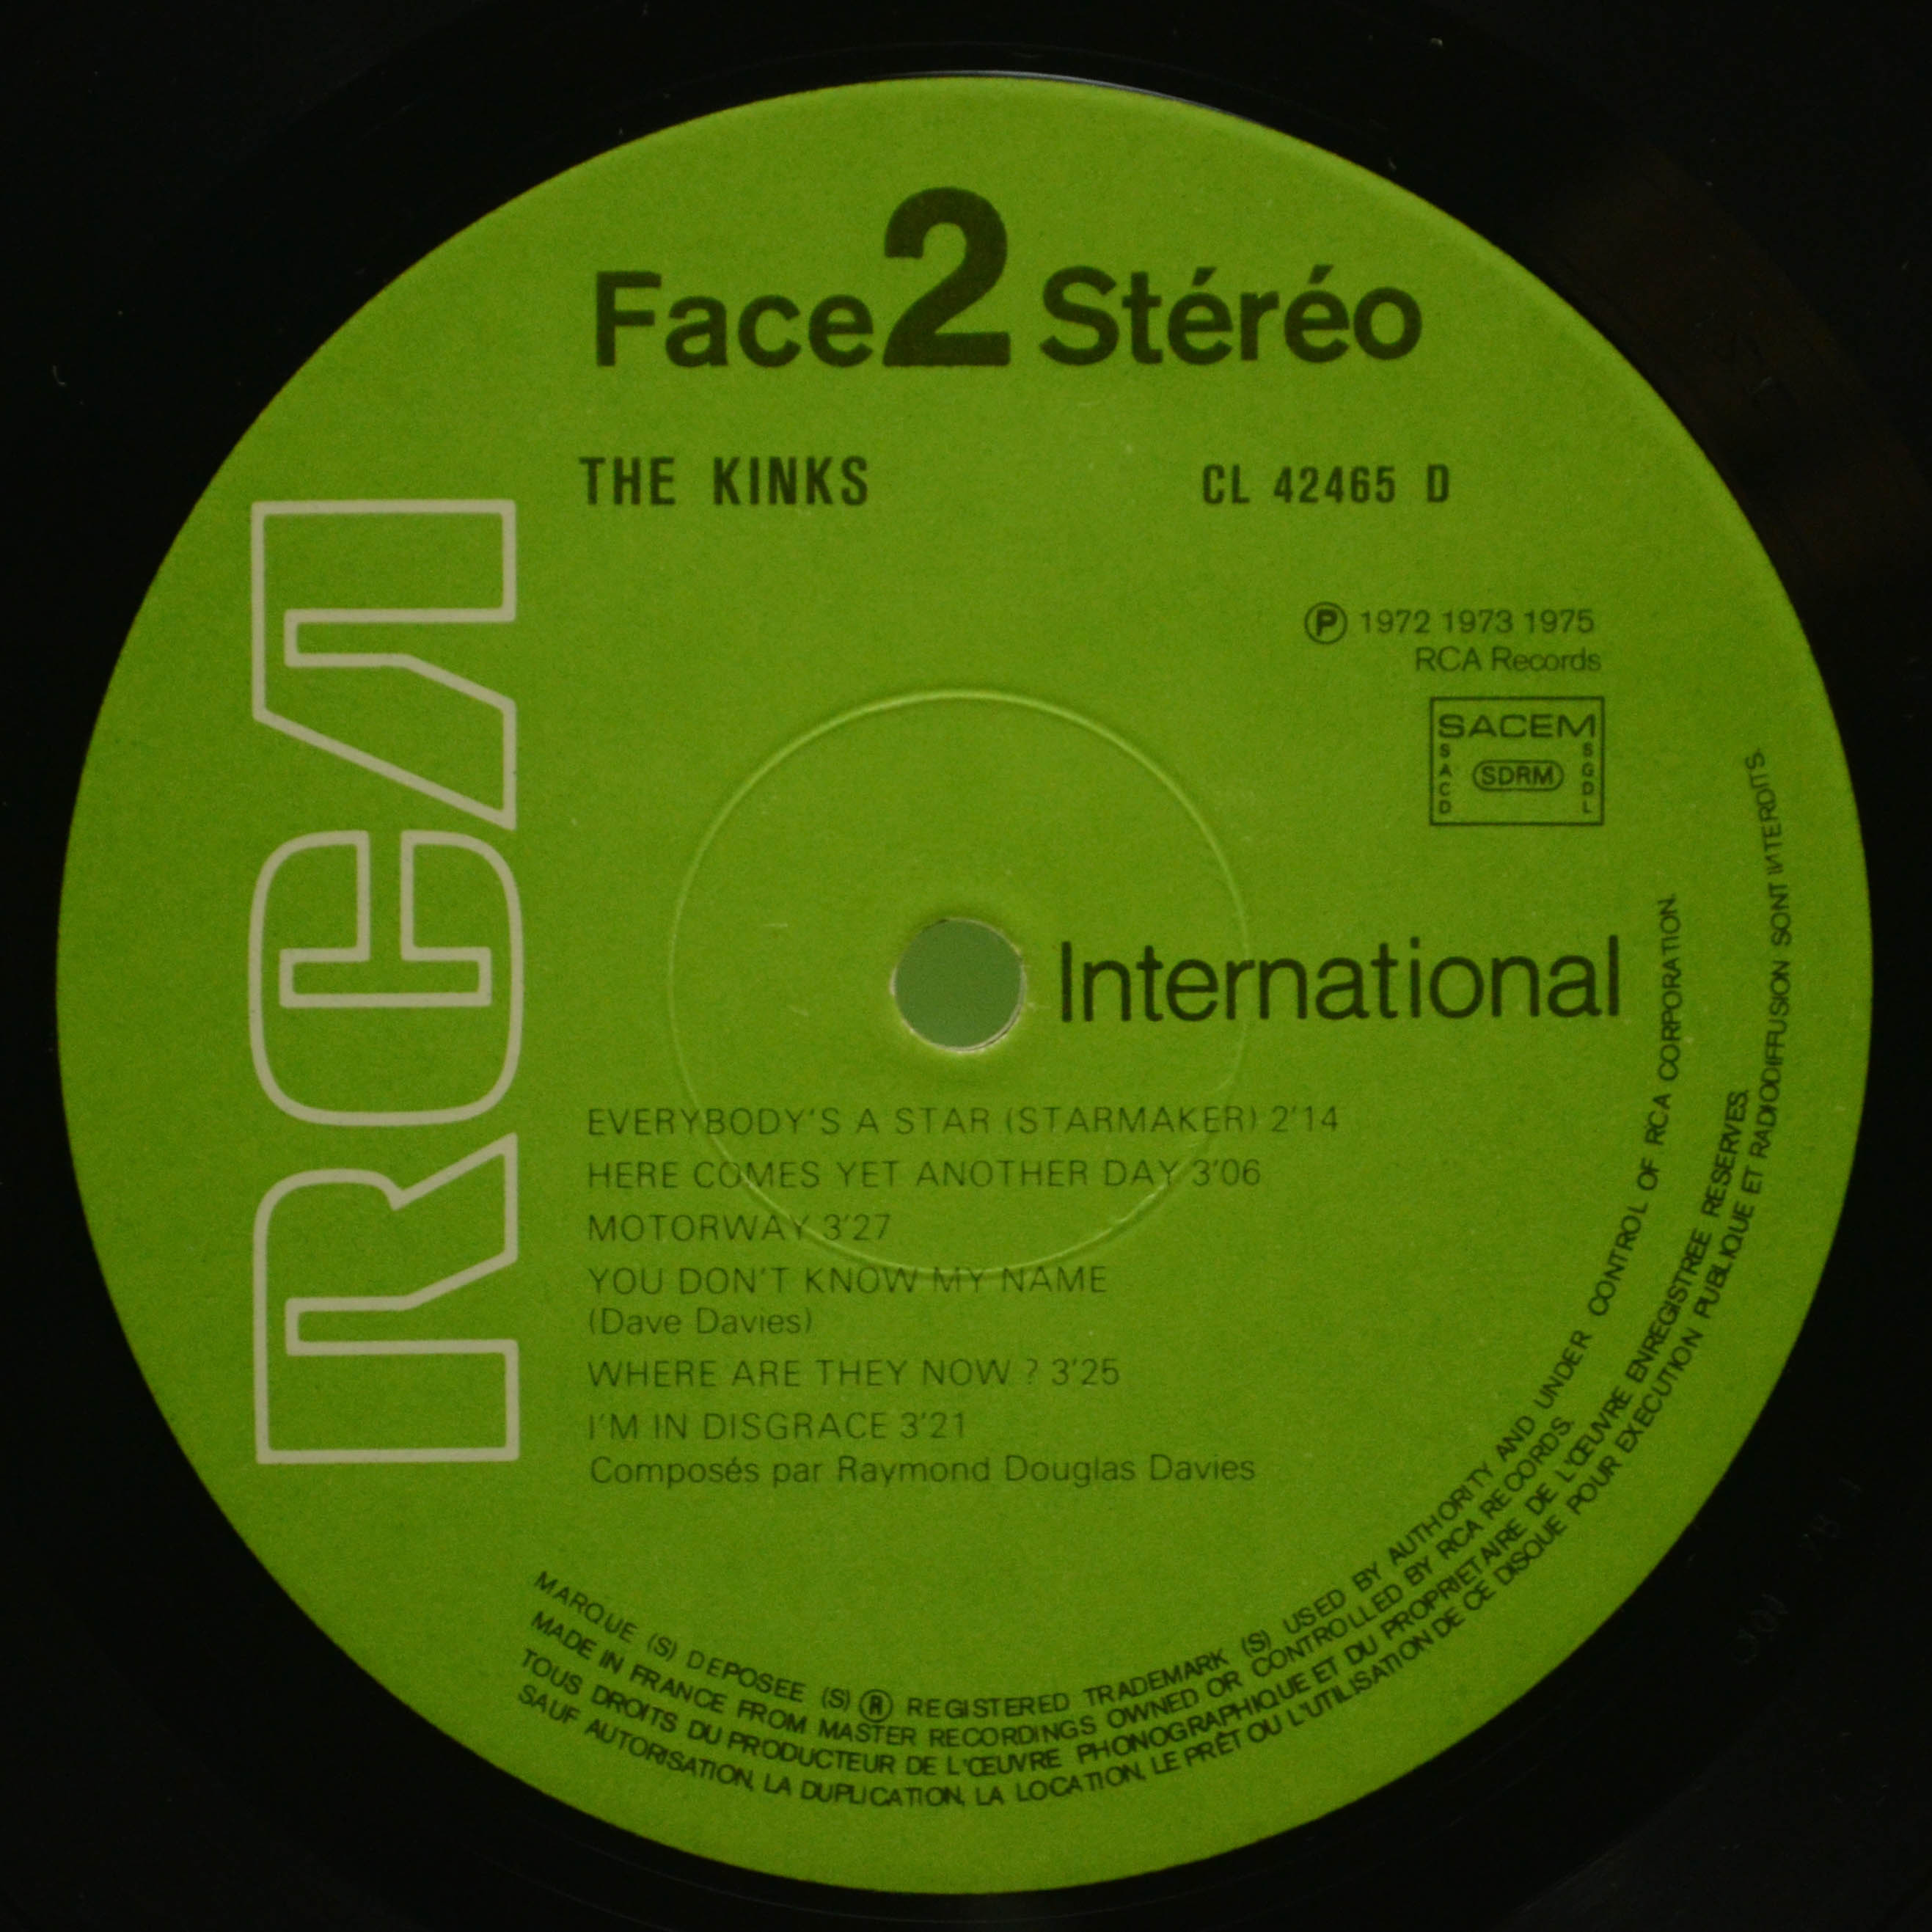 Face 2 Stéréo
THE KINKS CL 42465 D
Ⓟ 1972 1973 1975
RCA Records
SACEM
SACD SDRM SGDL
RCA
International
EVERYBODY'S A STAR (STARMAKER) 2'14
HERE COMES YET ANOTHER DAY 3'06
MOTORWAY 3'27
YOU DON'T KNOW MY NAME
(Dave Davies)
WHERE ARE THEY NOW ? 3'25
I'M IN DISGRACE 3'21
Composés par Raymond Douglas Davies
MARQUE (S) DEPOSEE (S) ® REGISTERED TRADEMARK (S) USED BY AUTHORITY AND UNDER CONTROL OF RCA CORPORATION.
MADE IN FRANCE FROM MASTER RECORDINGS OWNED OR CONTROLLED BY RCA RECORDS.
TOUS DROITS DU PRODUCTEUR DE L'ŒUVRE PHONOGRAPHIQUE ET DU PROPRIETAIRE DE L'ŒUVRE ENREGISTREE RESERVES.
SAUF AUTORISATION, LA DUPLICATION, LA LOCATION, LE PRÊT OU L'UTILISATION DE CE DISQUE POUR EXECUTION PUBLIQUE ET RADIODIFFUSION SONT INTERDITS.